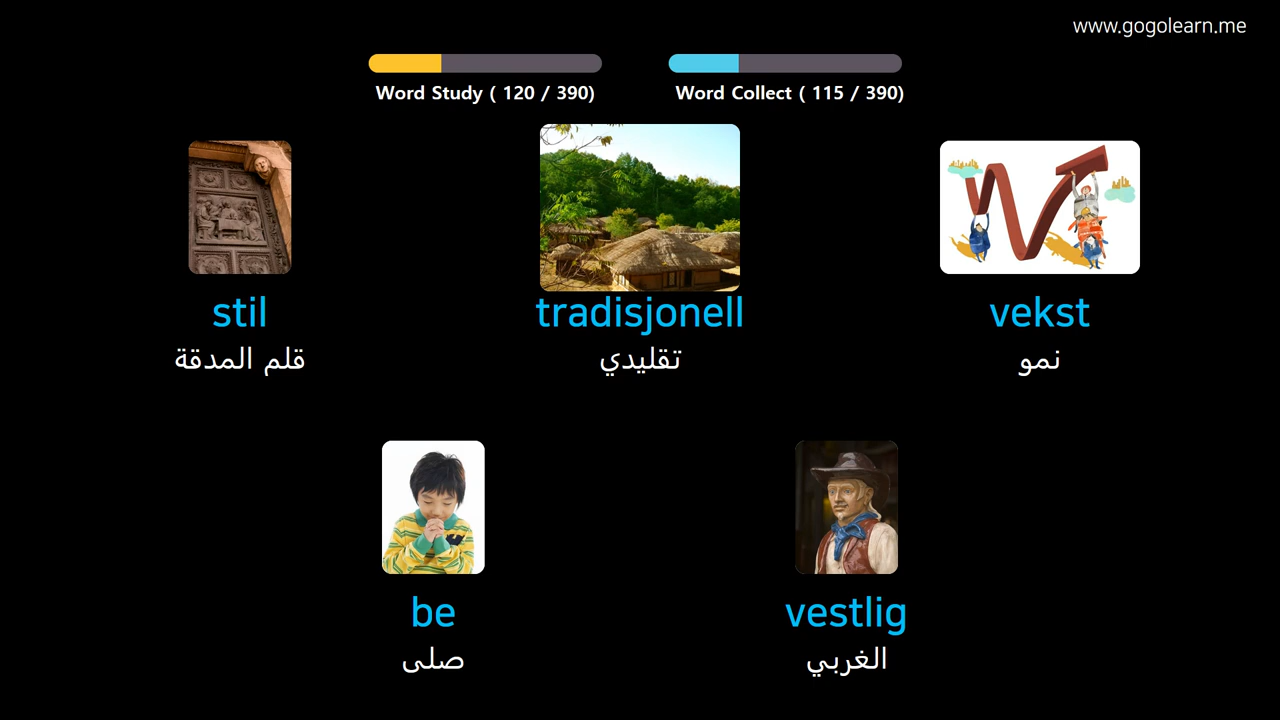 www.gogolearn.me
Word Study ( 120 / 390)
Word Collect ( 115 / 390)
stil
قلم المدقة
tradisjonell
تقليدي
vekst
نمو
be
صلى
vestlig
الغربي